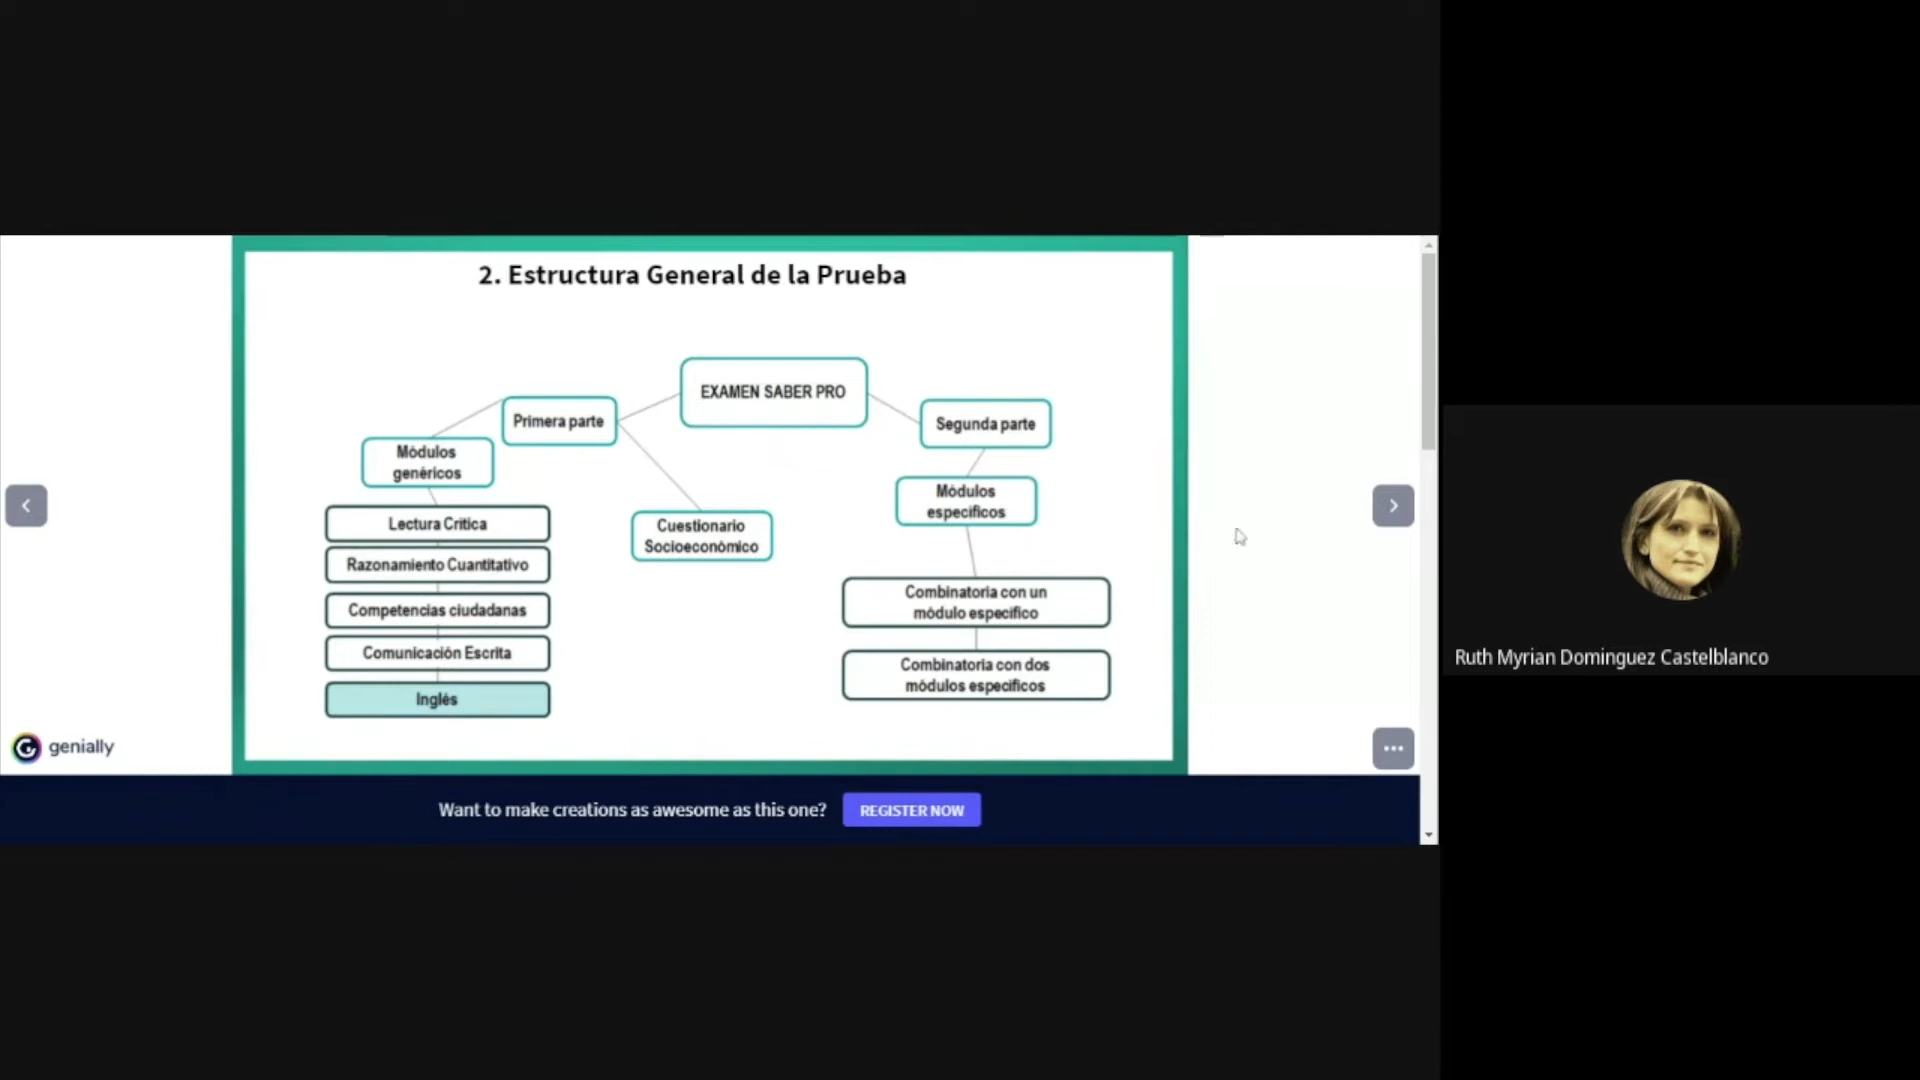 2. Estructura General de la Prueba
EXAMEN SABER PRO
Primera parte
Segunda parte
Módulos
genéricos
Módulos
específicos
Lectura Crítica
Razonamiento Cuantitativo
Competencias ciudadanas
Comunicación Escrita
Inglés
Cuestionario
Socioeconómico
Combinatoria con un
módulo específico
Combinatoria con dos
módulos específicos
genially
Want to make creations as awesome as this one?
REGISTER NOW
Ruth Myrian Dominguez Castelblanco